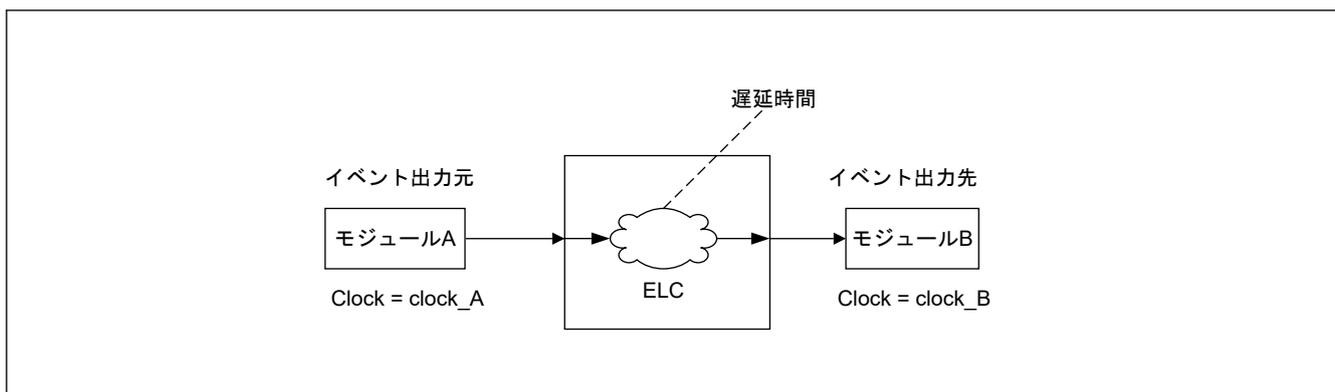 遅延時間
イベント出力元
イベント出力先
モジュールA
モジュールB
ELC
Clock = clock_A
Clock = clock_B